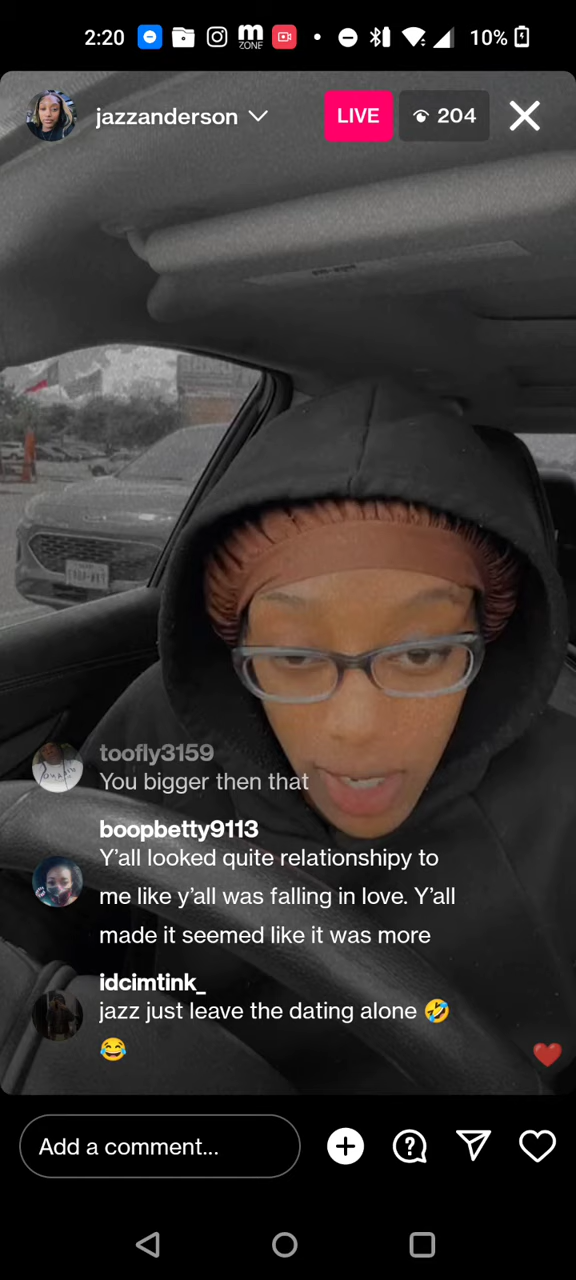 2:20
m
ZONE
10%
jazzanderson
LIVE
204
toofly3159
You bigger then that
boopbetty9113
Y'all looked quite relationshipy to
me like y'all was falling in love. Y'all
made it seemed like it was more
idcimtink_
jazz just leave the dating alone 🤣
😂
Add a comment...